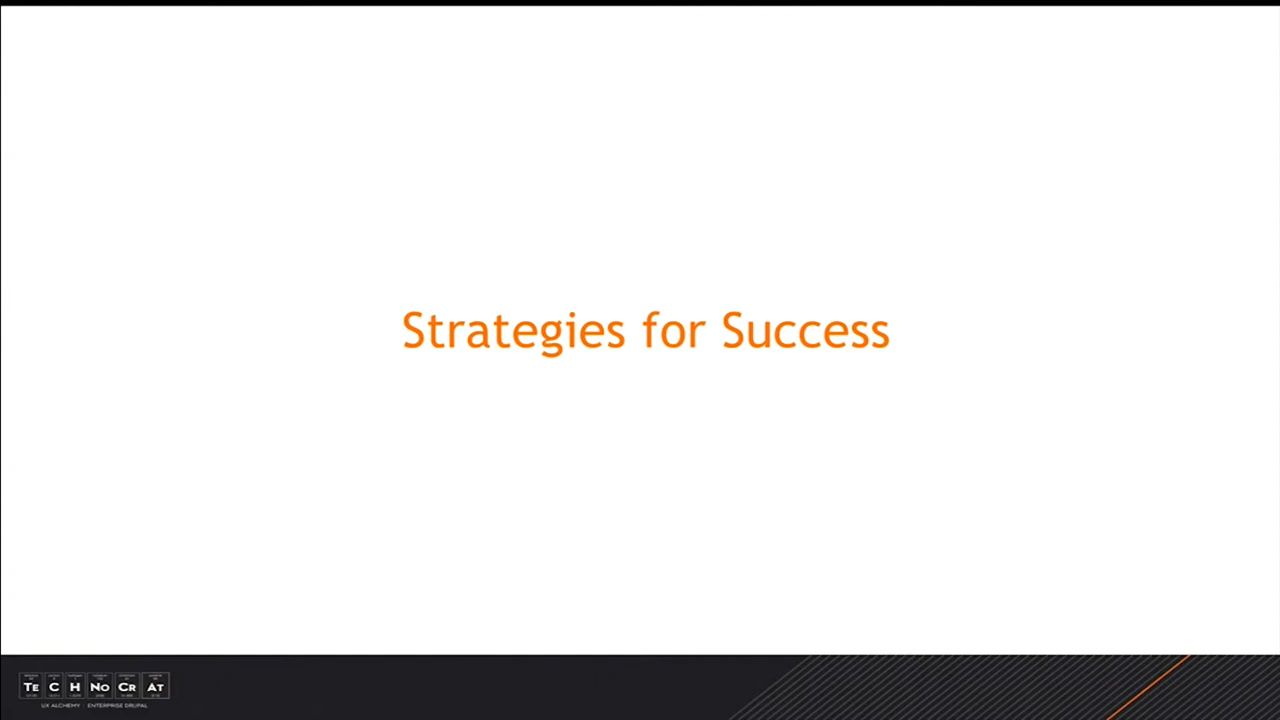 Strategies for Success
Te C H No Cr At
UX ALCHEMY | ENTERPRISE DRUPAL